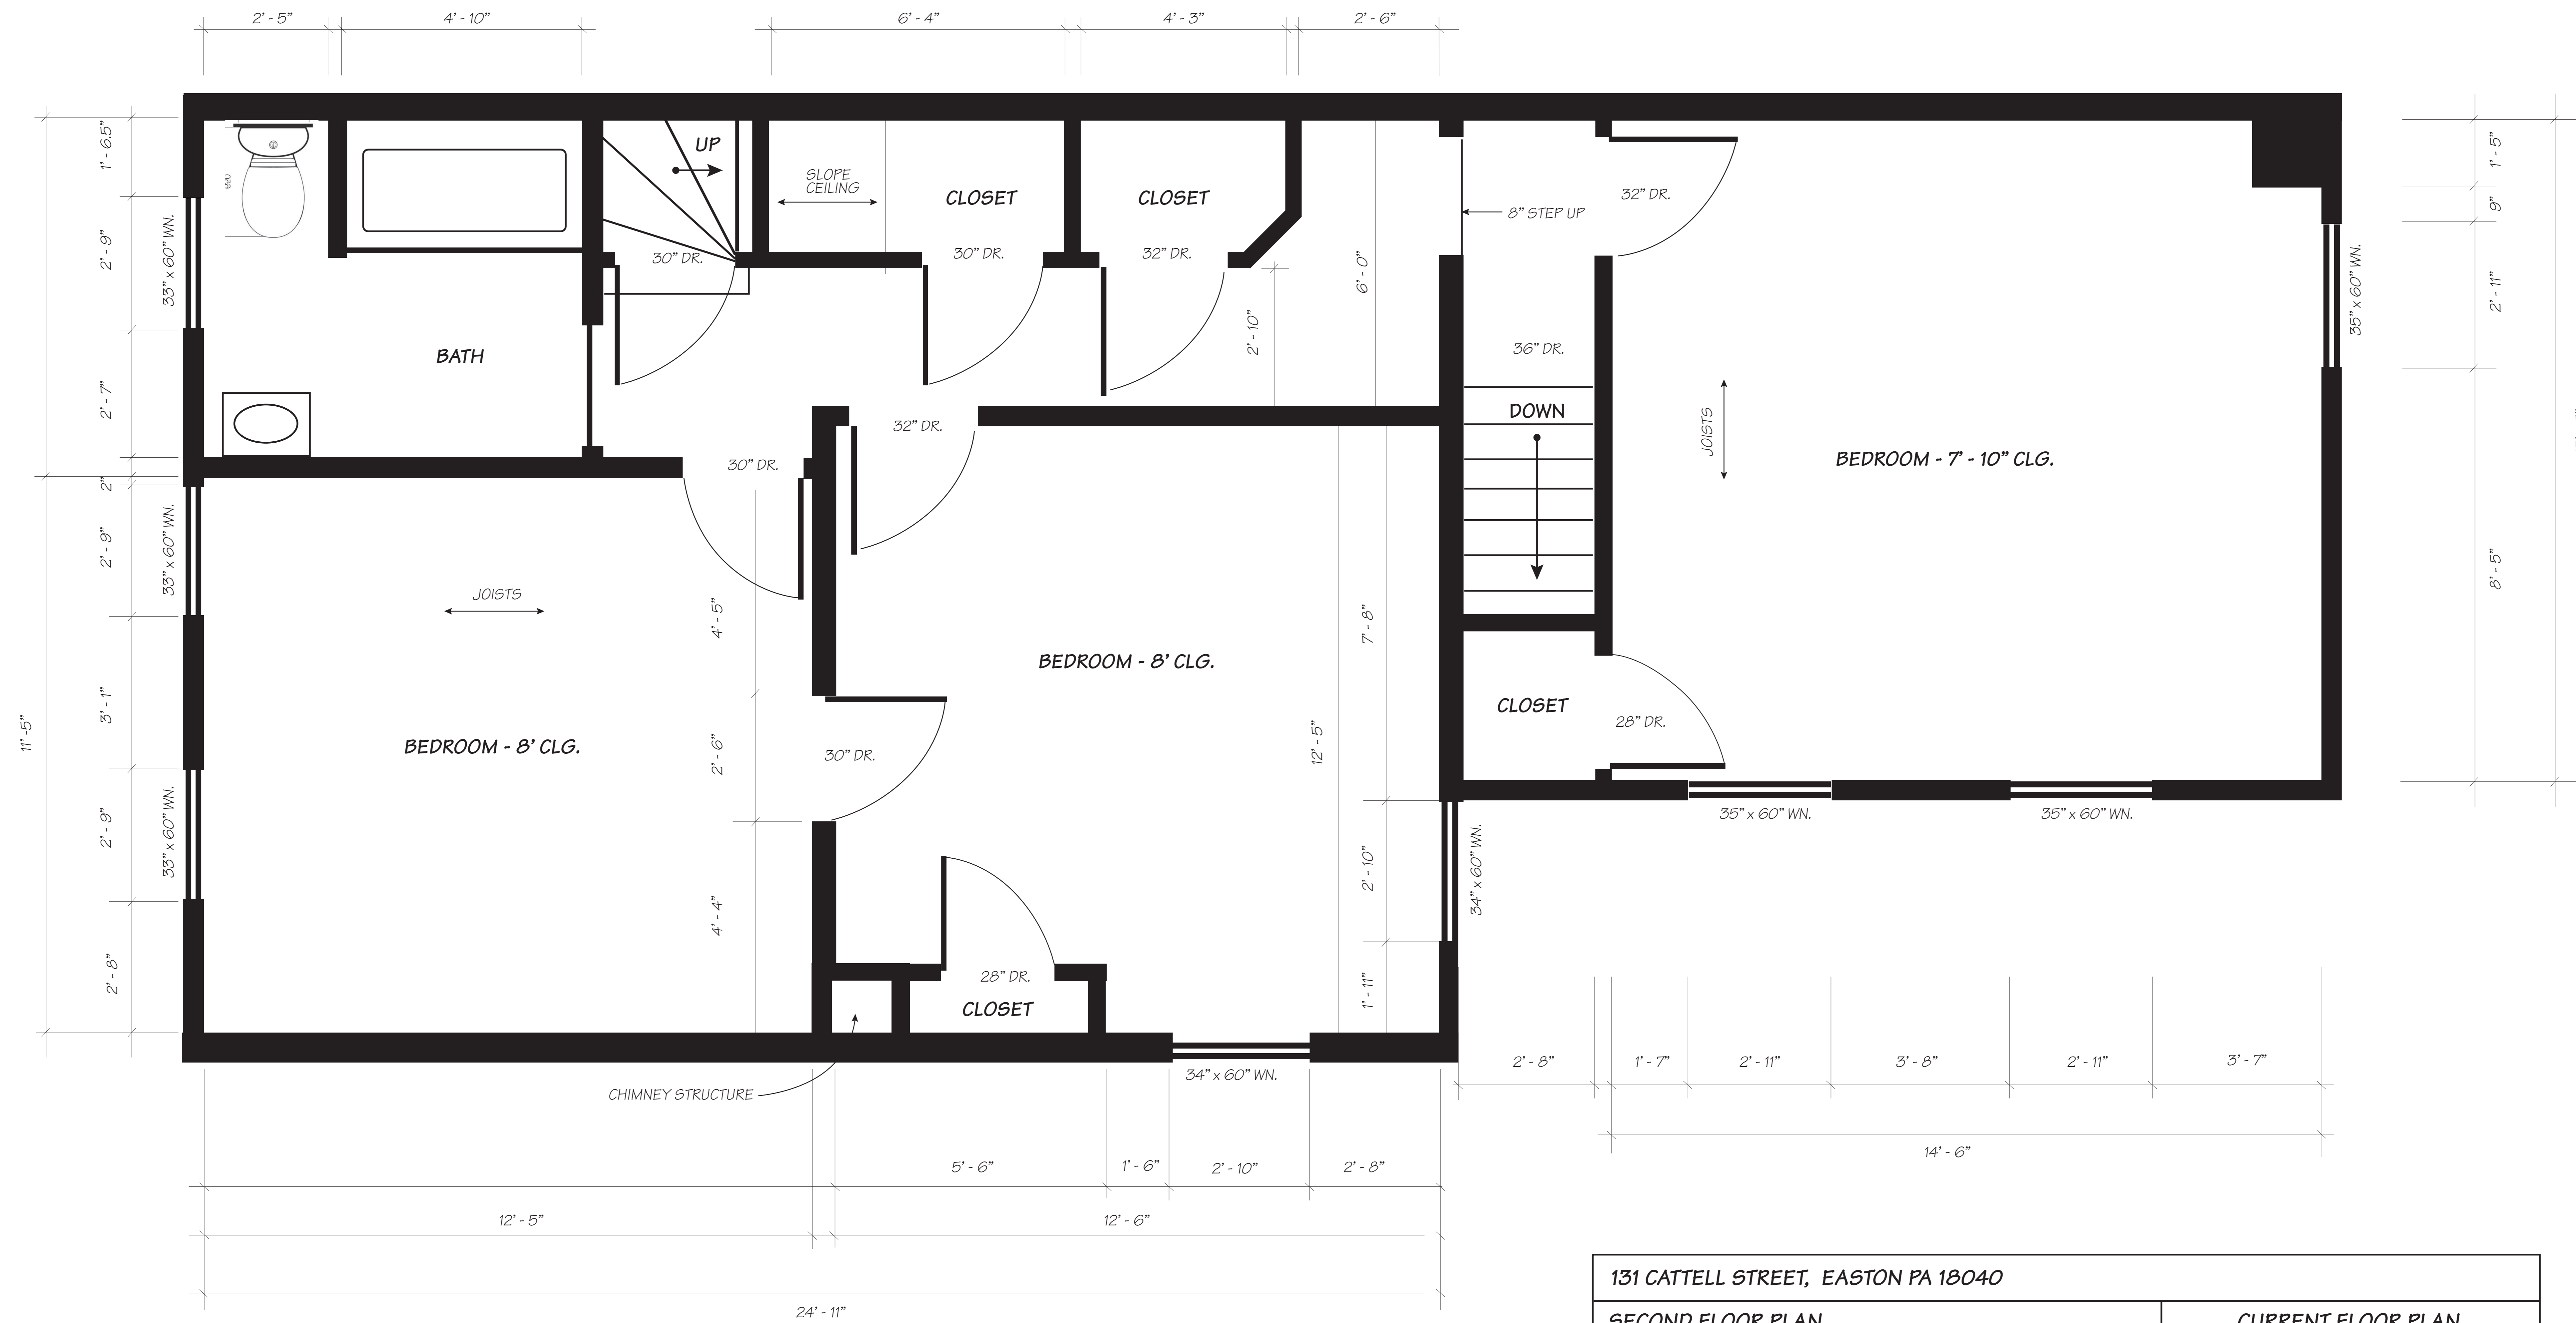 2' - 5"
4' - 10"
6' - 4"
4' - 3"
2' - 6"
1' - 6.5"
2' - 9"
2' - 7"
2"
2' - 9"
3' - 1"
2' - 9"
2' - 8"
11' -5"
33" x 60" WN.
33" x 60" WN.
33" x 60" WN.
UP
SLOPE
CEILING
CLOSET
CLOSET
30" DR.
30" DR.
32" DR.
2' - 10"
6' - 0"
8" STEP UP
32" DR.
36" DR.
DOWN
JOISTS
BATH
32" DR.
30" DR.
BEDROOM - 7' - 10" CLG.
35" x 60" WN.
1' - 5"
9"
2' - 11"
8' - 5"
JOISTS
4' - 5"
2' - 6"
4' - 4"
BEDROOM - 8' CLG.
BEDROOM - 8' CLG.
30" DR.
7' - 8"
12' - 5"
2' - 10"
1' - 11"
34" x 60" WN.
CLOSET
28" DR.
35" x 60" WN.
35" x 60" WN.
28" DR.
CLOSET
34" x 60" WN.
CHIMNEY STRUCTURE
2' - 8"
1' - 7"
2' - 11"
3' - 8"
2' - 11"
3' - 7"
14' - 6"
5' - 6"
1' - 6"
2' - 10"
2' - 8"
12' - 5"
12' - 6"
24' - 11"
131 CATTELL STREET, EASTON PA 18040
SECOND FLOOR PLAN
CURRENT FLOOR PLAN